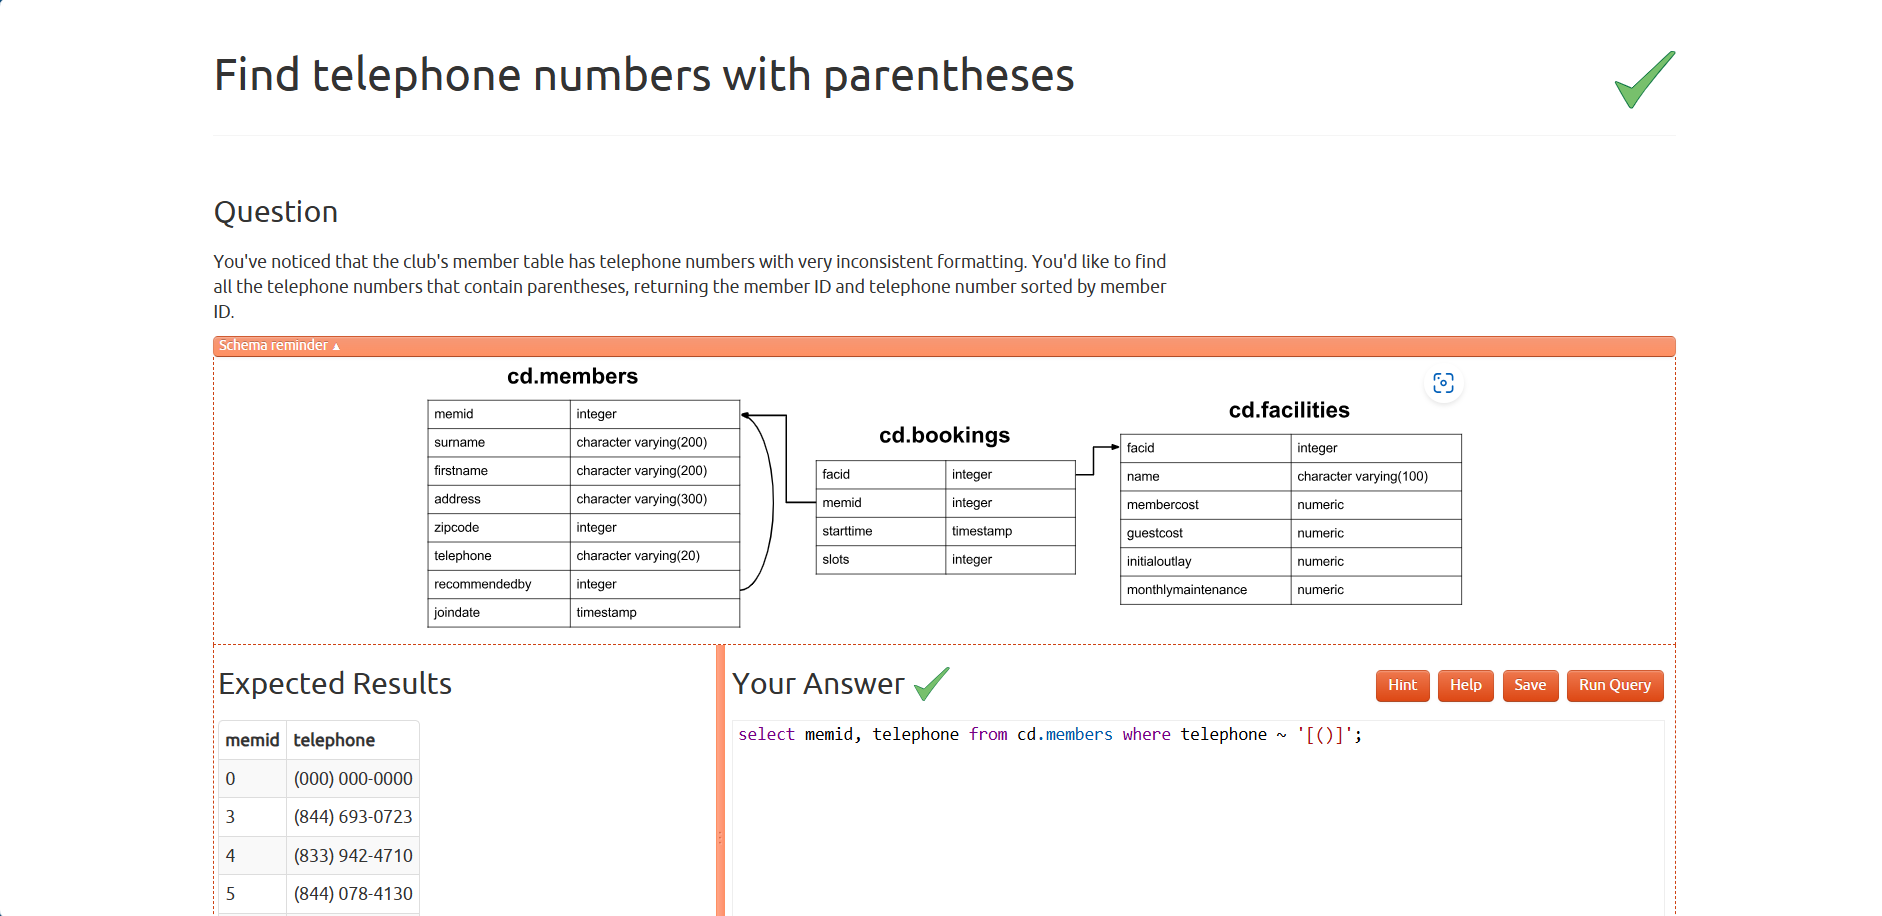 Find telephone numbers with parentheses
Question
You've noticed that the club's member table has telephone numbers with very inconsistent formatting. You'd like to find
all the telephone numbers that contain parentheses, returning the member ID and telephone number sorted by member
ID.
Schema reminder ▲
cd.members
memid integer
surname character varying(200)
firstname character varying(200)
address character varying(300)
zipcode integer
telephone character varying(20)
recommendedby integer
joindate timestamp
cd.bookings
facid integer
memid integer
starttime timestamp
slots integer
cd.facilities
facid integer
name character varying(100)
membercost numeric
guestcost numeric
initialoutlay numeric
monthlymaintenance numeric
Expected Results
memid telephone
0 (000) 000-0000
3 (844) 693-0723
4 (833) 942-4710
5 (844) 078-4130
Your Answer
Hint Help Save Run Query
select memid, telephone from cd.members where telephone ~ '[()]';